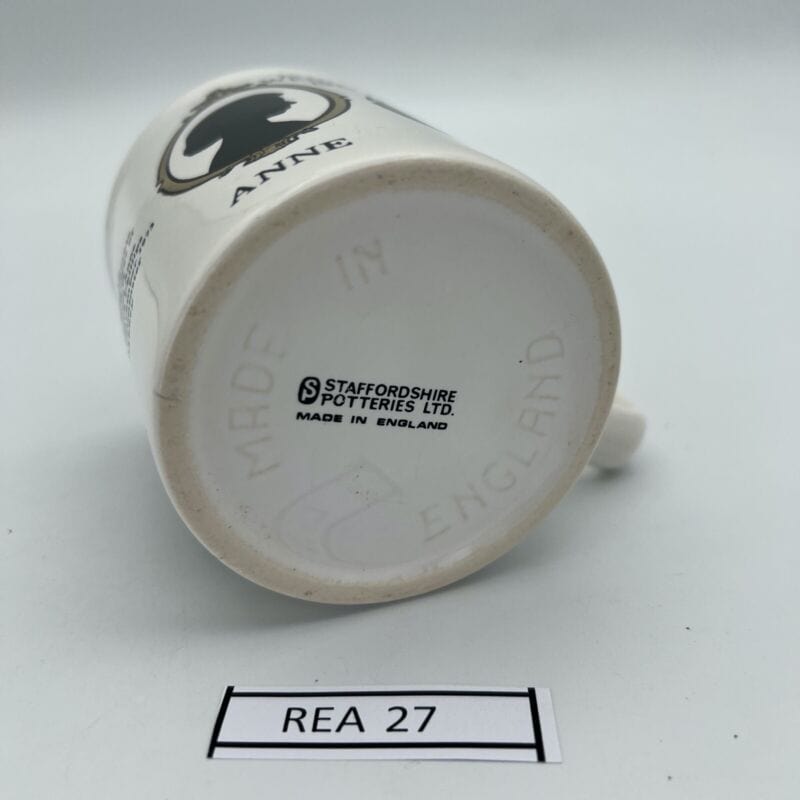 ANNE
MADE IN ENGLAND
STAFFORDSHIRE
POTTERIES LTD.
MADE IN ENGLAND
REA 27